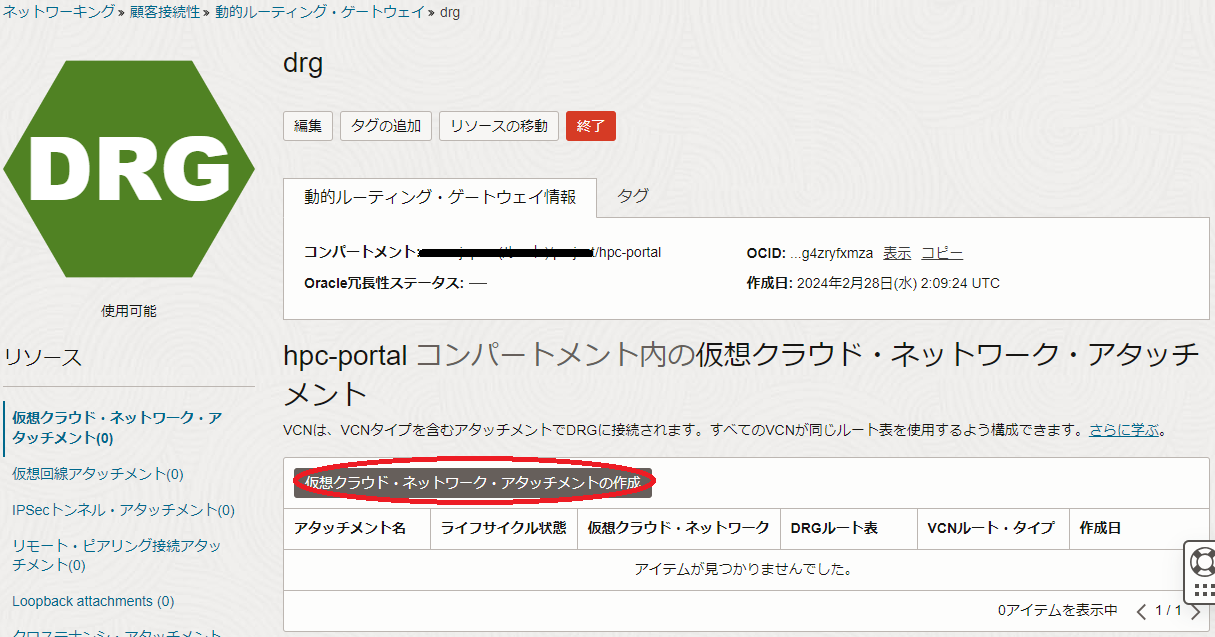 ネットワーキング » 顧客接続性 » 動的ルーティング・ゲートウェイ » drg
DRG
使用可能
drg
編集 タグの追加 リソースの移動 終了
動的ルーティング・ゲートウェイ情報 タグ
コンパートメント: /hpc-portal
OCID: ...g4zryfxmza 表示 コピー
Oracle冗長性ステータス: —
作成日: 2024年2月28日(水) 2:09:24 UTC
リソース
仮想クラウド・ネットワーク・ア
タッチメント(0)
仮想回線アタッチメント(0)
IPSecトンネル・アタッチメント(0)
リモート・ピアリング接続アタッ
チメント(0)
Loopback attachments (0)
クロステナンシ・アタッチメント
hpc-portal コンパートメント内の仮想クラウド・ネットワーク・アタッチ
メント
VCNは、VCNタイプを含むアタッチメントでDRGに接続されます。すべてのVCNが同じルート表を使用するよう構成できます。さらに学ぶ。
仮想クラウド・ネットワーク・アタッチメントの作成
アタッチメント名 ライフサイクル状態 仮想クラウド・ネットワーク DRGルート表 VCNルート・タイプ 作成日
アイテムが見つかりませんでした。
0アイテムを表示中 1 / 1